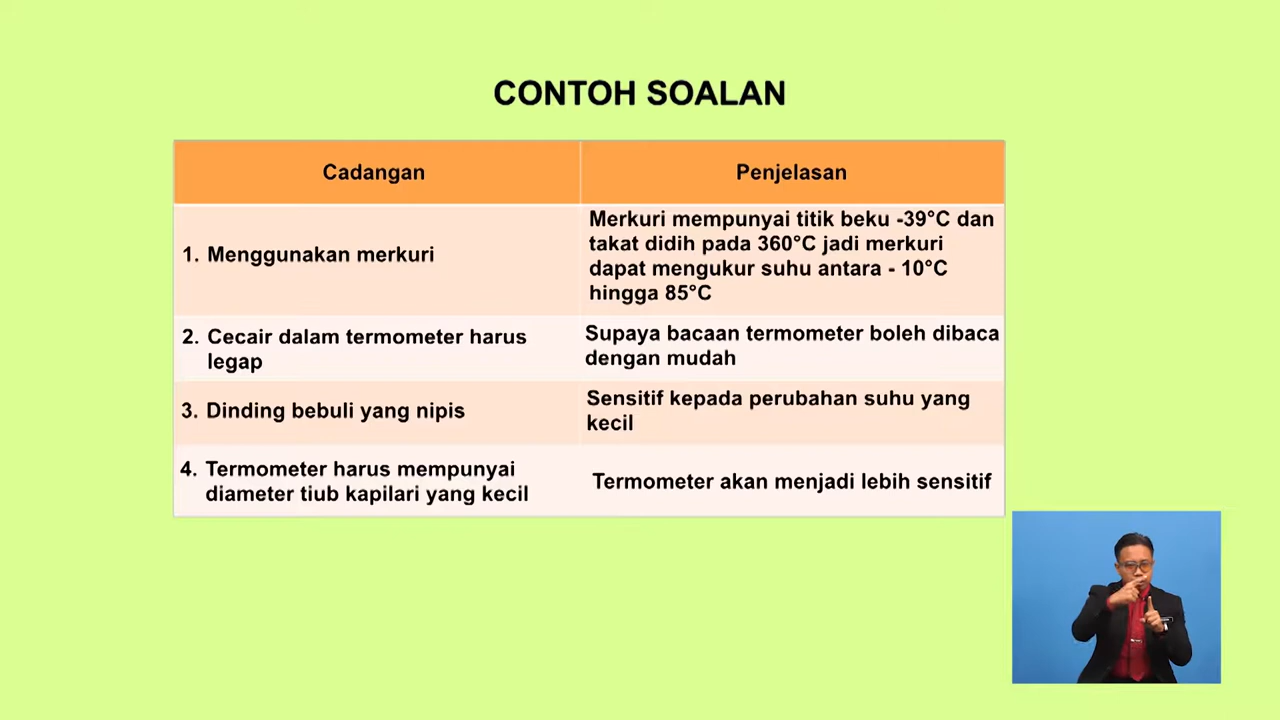 CONTOH SOALAN
Cadangan
Penjelasan
1. Menggunakan merkuri
Merkuri mempunyai titik beku -39°C dan
takat didih pada 360°C jadi merkuri
dapat mengukur suhu antara - 10°C
hingga 85°C
2. Cecair dalam termometer harus
legap
Supaya bacaan termometer boleh dibaca
dengan mudah
3. Dinding bebuli yang nipis
Sensitif kepada perubahan suhu yang
kecil
4. Termometer harus mempunyai
diameter tiub kapilari yang kecil
Termometer akan menjadi lebih sensitif